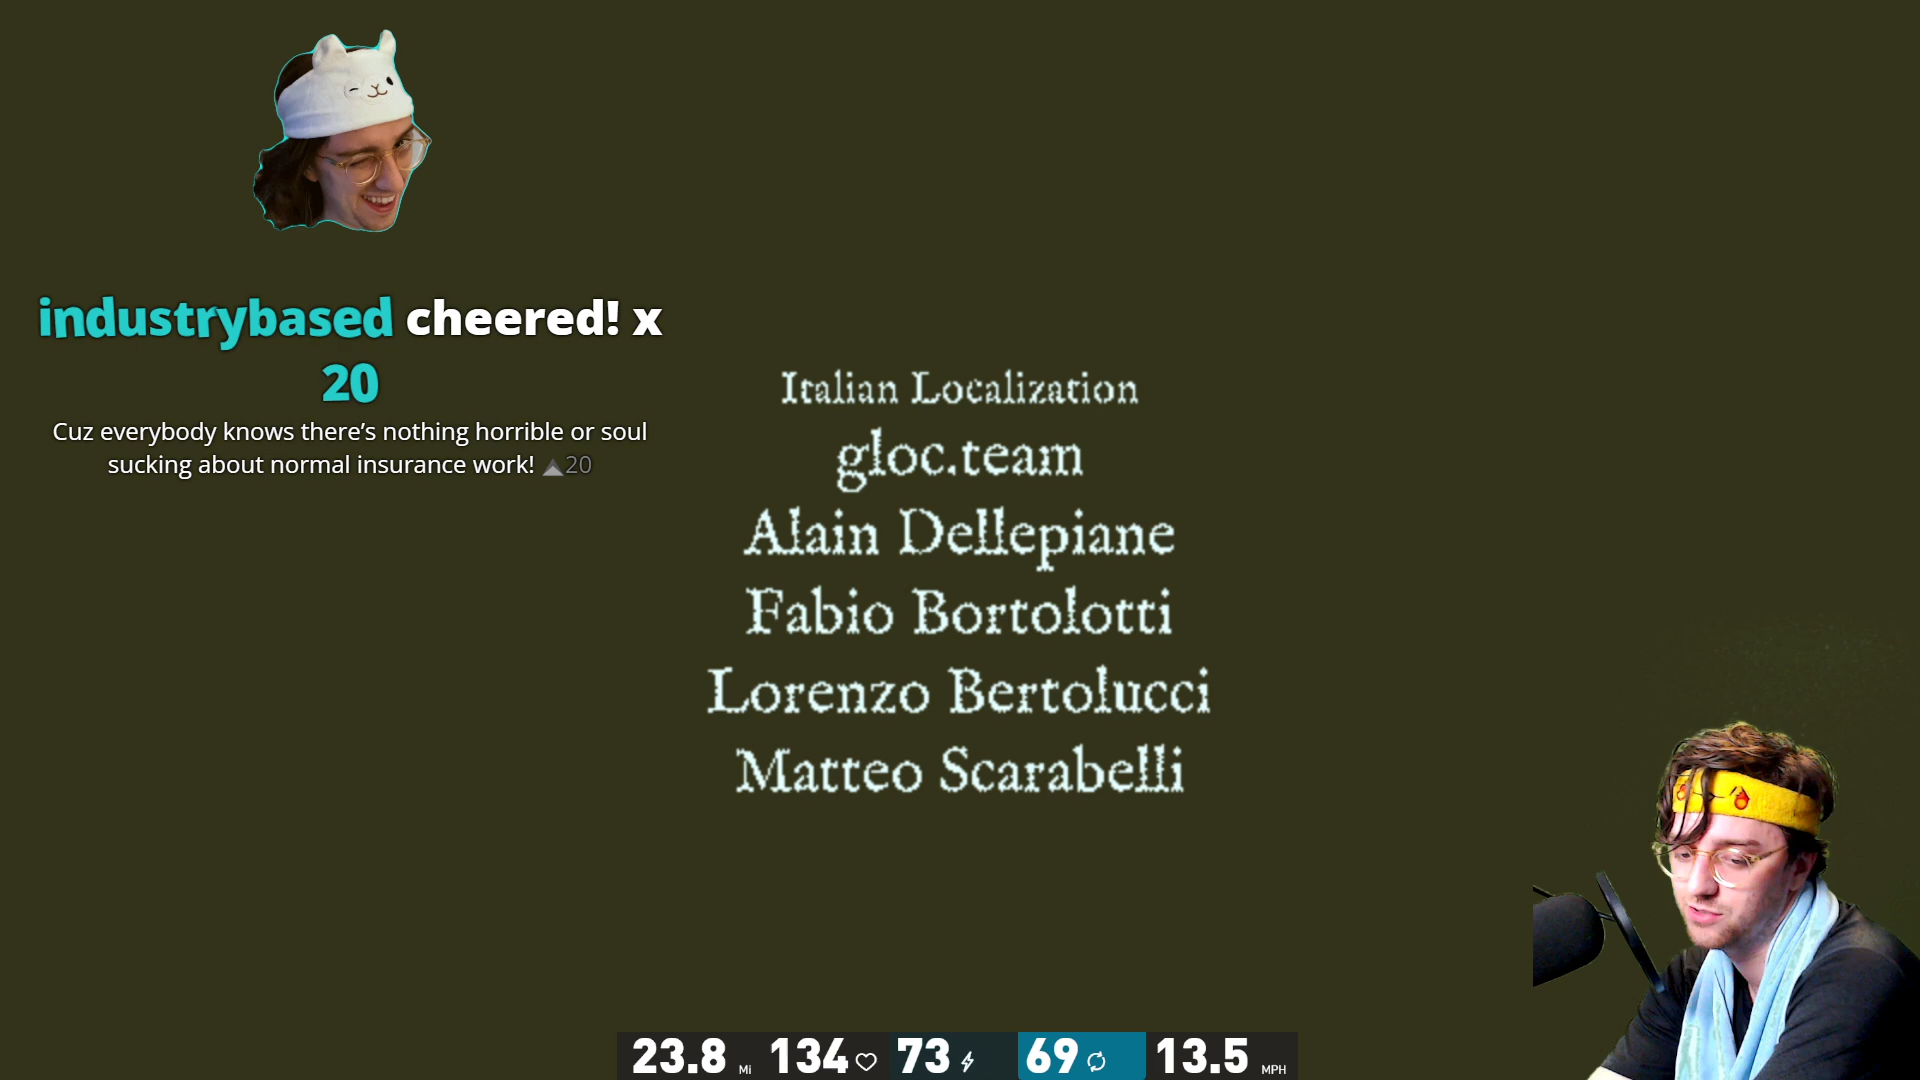 industrybased cheered! x
20
Cuz everybody knows there’s nothing horrible or soul
sucking about normal insurance work! 20
Italian Localization
gloc.team
Alain Dellepiane
Fabio Bortolotti
Lorenzo Bertolucci
Matteo Scarabelli
23.8 Mi 134 73 69 13.5 MPH